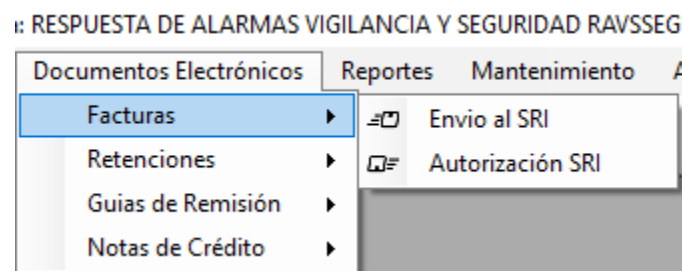 : RESPUESTA DE ALARMAS VIGILANCIA Y SEGURIDAD RAVSSEG
Documentos Electrónicos Reportes Mantenimiento
Facturas Envio al SRI
Retenciones Autorización SRI
Guias de Remisión
Notas de Crédito